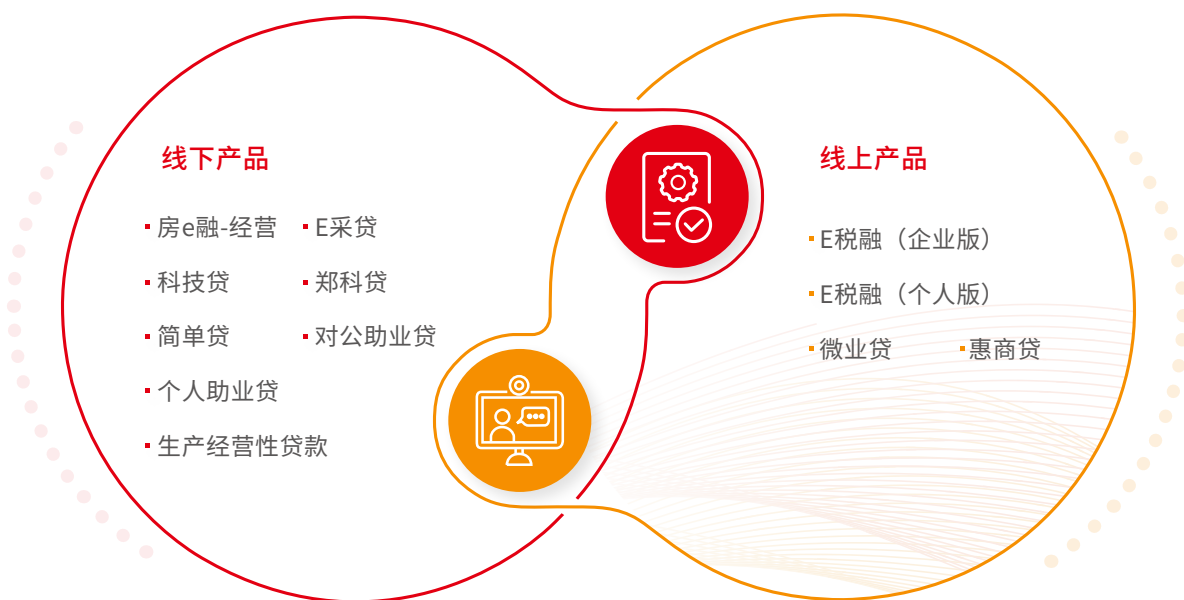 线下产品
房e融-经营 E采贷
科技贷 郑科贷
简单贷 对公助业贷
个人助业贷
生产经营性贷款
线上产品
E税融（企业版）
E税融（个人版）
微业贷 惠商贷